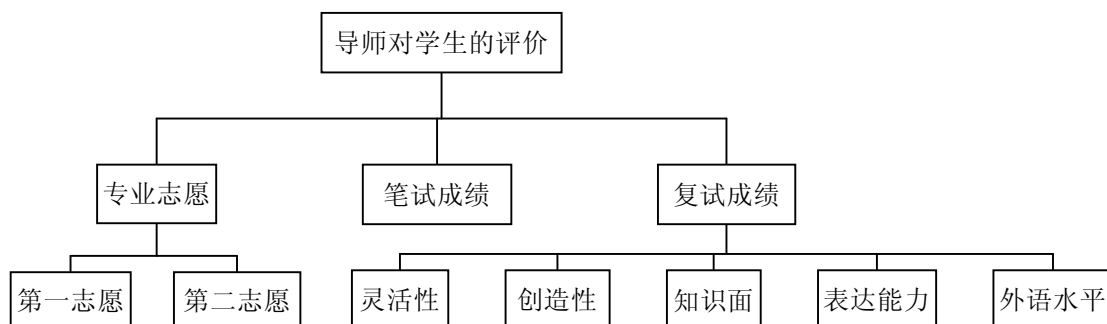 导师对学生的评价
专业志愿
笔试成绩
复试成绩
第一志愿
第二志愿
灵活性
创造性
知识面
表达能力
外语水平